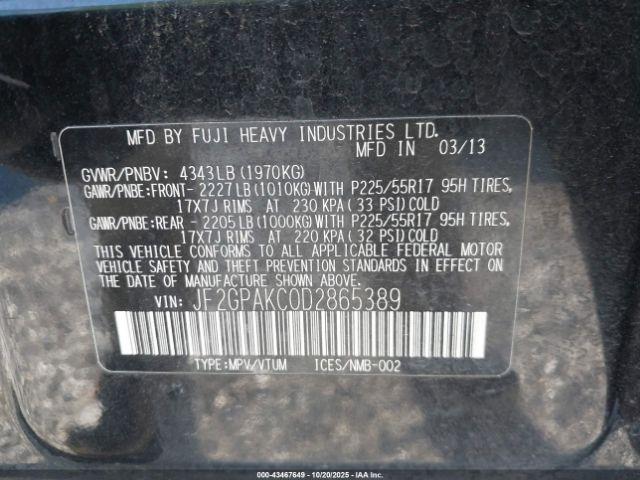 MFD BY FUJI HEAVY INDUSTRIES LTD.
MFD IN 03/13
GVWR/PNBV: 4343LB (1970KG)
GAWR/PNBE:FRONT- 2227LB(1010KG)WITH P225/55R17 95H TIRES,
17X7J RIMS AT 230 KPA(33 PSI)COLD
GAWR/PNBE:REAR - 2205LB(1000KG)WITH P225/55R17 95H TIRES,
17X7J RIMS AT 220 KPA(32 PSI)COLD
THIS VEHICLE CONFORMS TO ALL APPLICABLE FEDERAL MOTOR
VEHICLE SAFETY AND THEFT PREVENTION STANDARDS IN EFFECT ON
THE DATE OF MANUFACTURE SHOWN ABOVE.
VIN: JF2GPAKC0D2865389
TYPE:MPV/VTUM ICES/NMB-002
000-43467649 - 10/20/2025 - IAAI.CA